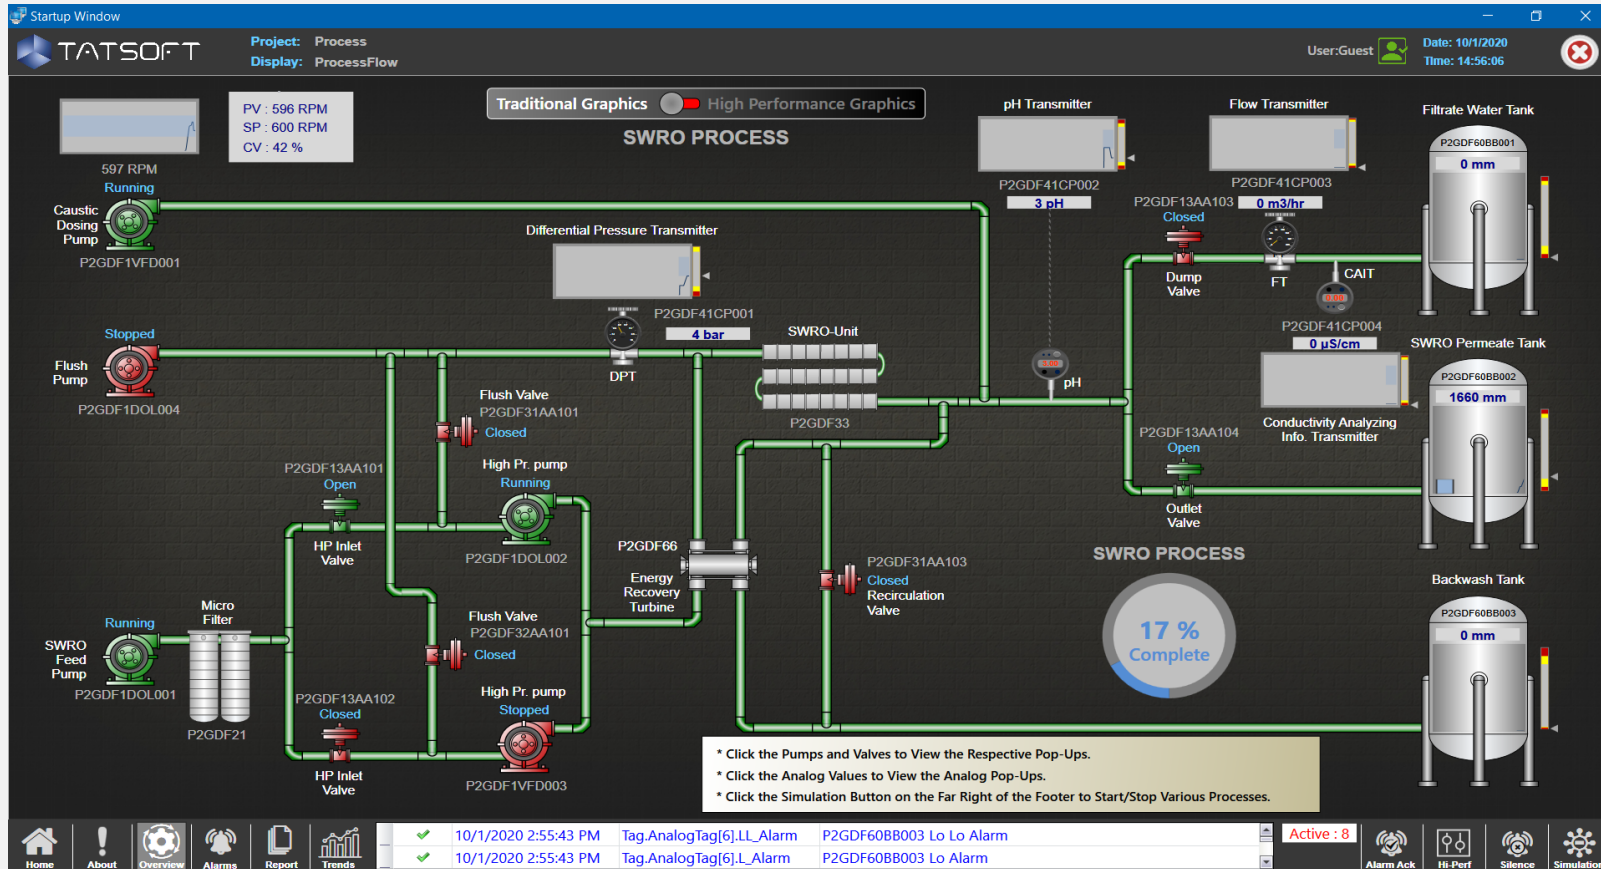 Startup Window
TATSOFT
Project: Process
Display: ProcessFlow
User:Guest
Date: 10/1/2020
Time: 14:56:06
Traditional Graphics
High Performance Graphics
SWRO PROCESS
PV : 596 RPM
SP : 600 RPM
CV : 42 %
597 RPM
Running
Caustic
Dosing
Pump
P2GDF1VFD001
Differential Pressure Transmitter
P2GDF41CP001
4 bar
DPT
pH Transmitter
P2GDF41CP002
3 pH
Flow Transmitter
P2GDF41CP003
0 m3/hr
Filtrate Water Tank
P2GDF60BB001
0 mm
P2GDF13AA103
Closed
Dump
Valve
FT
CAIT
0.00
P2GDF41CP004
0 µS/cm
Conductivity Analyzing
Info. Transmitter
SWRO Permeate Tank
P2GDF60BB002
1660 mm
Stopped
Flush
Pump
P2GDF1DOL004
SWRO-Unit
P2GDF33
pH
Flush Valve
P2GDF31AA101
Closed
P2GDF13AA104
Open
Outlet
Valve
P2GDF13AA101
Open
HP Inlet
Valve
High Pr. pump
Running
P2GDF1DOL002
P2GDF66
Energy
Recovery
Turbine
P2GDF31AA103
Closed
Recirculation
Valve
SWRO PROCESS
17 %
Complete
Backwash Tank
P2GDF60BB003
0 mm
Running
SWRO
Feed
Pump
P2GDF1DOL001
Micro
Filter
P2GDF21
Flush Valve
P2GDF32AA101
Closed
P2GDF13AA102
Closed
HP Inlet
Valve
High Pr. pump
Stopped
P2GDF1VFD003
* Click the Pumps and Valves to View the Respective Pop-Ups.
* Click the Analog Values to View the Analog Pop-Ups.
* Click the Simulation Button on the Far Right of the Footer to Start/Stop Various Processes.
Home
About
Overview
Alarms
Report
Trends
10/1/2020 2:55:43 PM Tag.AnalogTag[6].LL_Alarm P2GDF60BB003 Lo Lo Alarm
10/1/2020 2:55:43 PM Tag.AnalogTag[6].L_Alarm P2GDF60BB003 Lo Alarm
Active : 8
Alarm Ack
Hi-Perf
Silence
Simulation